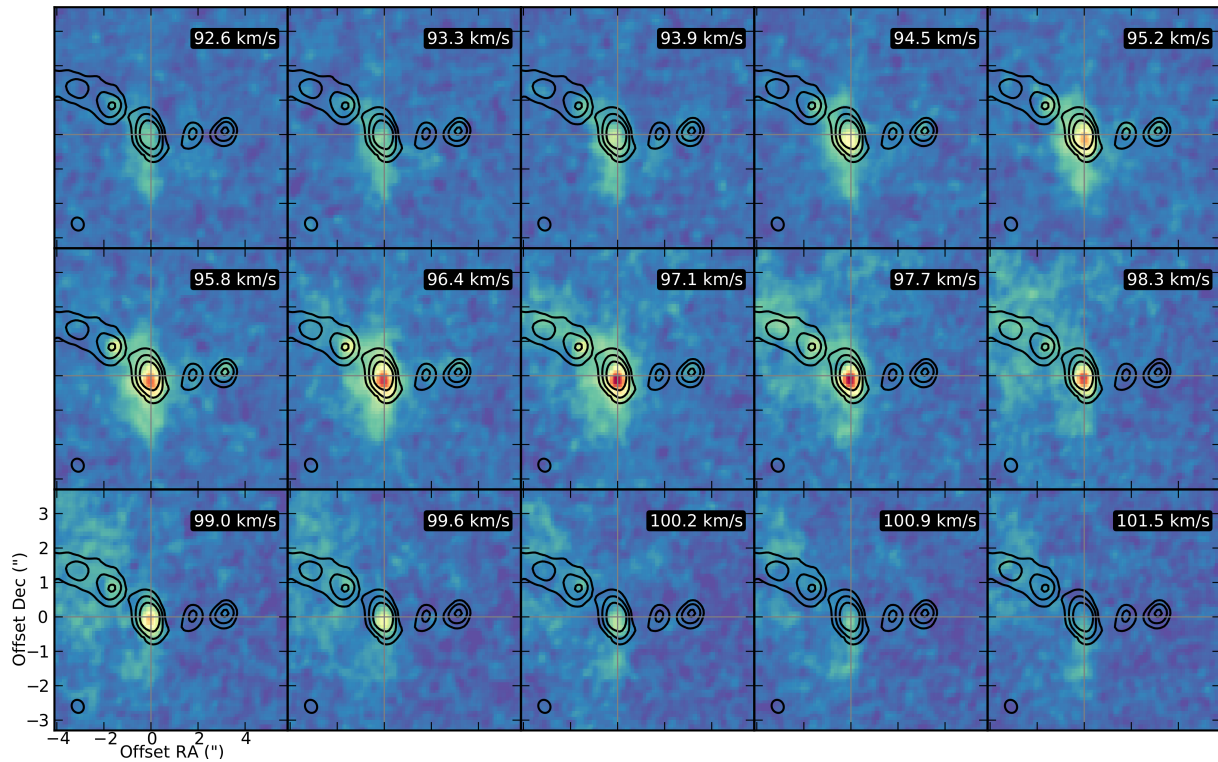 92.6 km/s
93.3 km/s
93.9 km/s
94.5 km/s
95.2 km/s
95.8 km/s
96.4 km/s
97.1 km/s
97.7 km/s
98.3 km/s
99.0 km/s
99.6 km/s
100.2 km/s
100.9 km/s
101.5 km/s
3
2
1
0
−1
−2
−3
Offset Dec (")
−4 −2 0 2 4
Offset RA (")